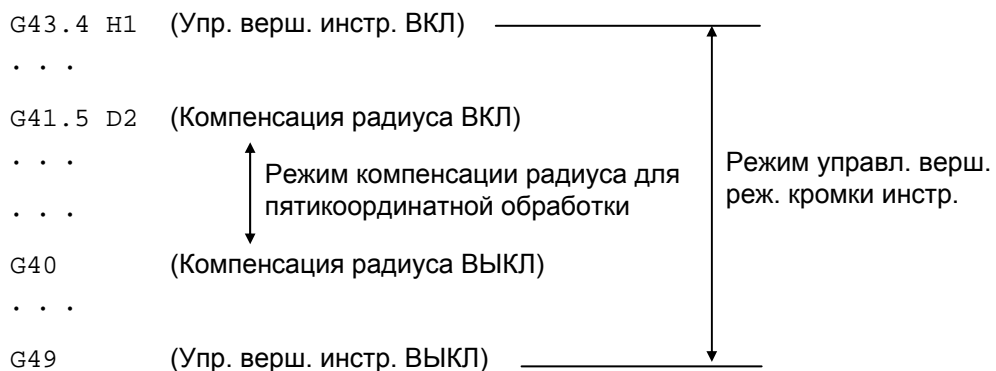 G43.4 H1 (Упр. верш. инстр. ВКЛ)
. . .
G41.5 D2 (Компенсация радиуса ВКЛ)
. . .
. . .
Режим компенсации радиуса для
пятикоординатной обработки
Режим управл. верш.
реж. кромки инстр.
G40 (Компенсация радиуса ВЫКЛ)
. . .
G49 (Упр. верш. инстр. ВЫКЛ)